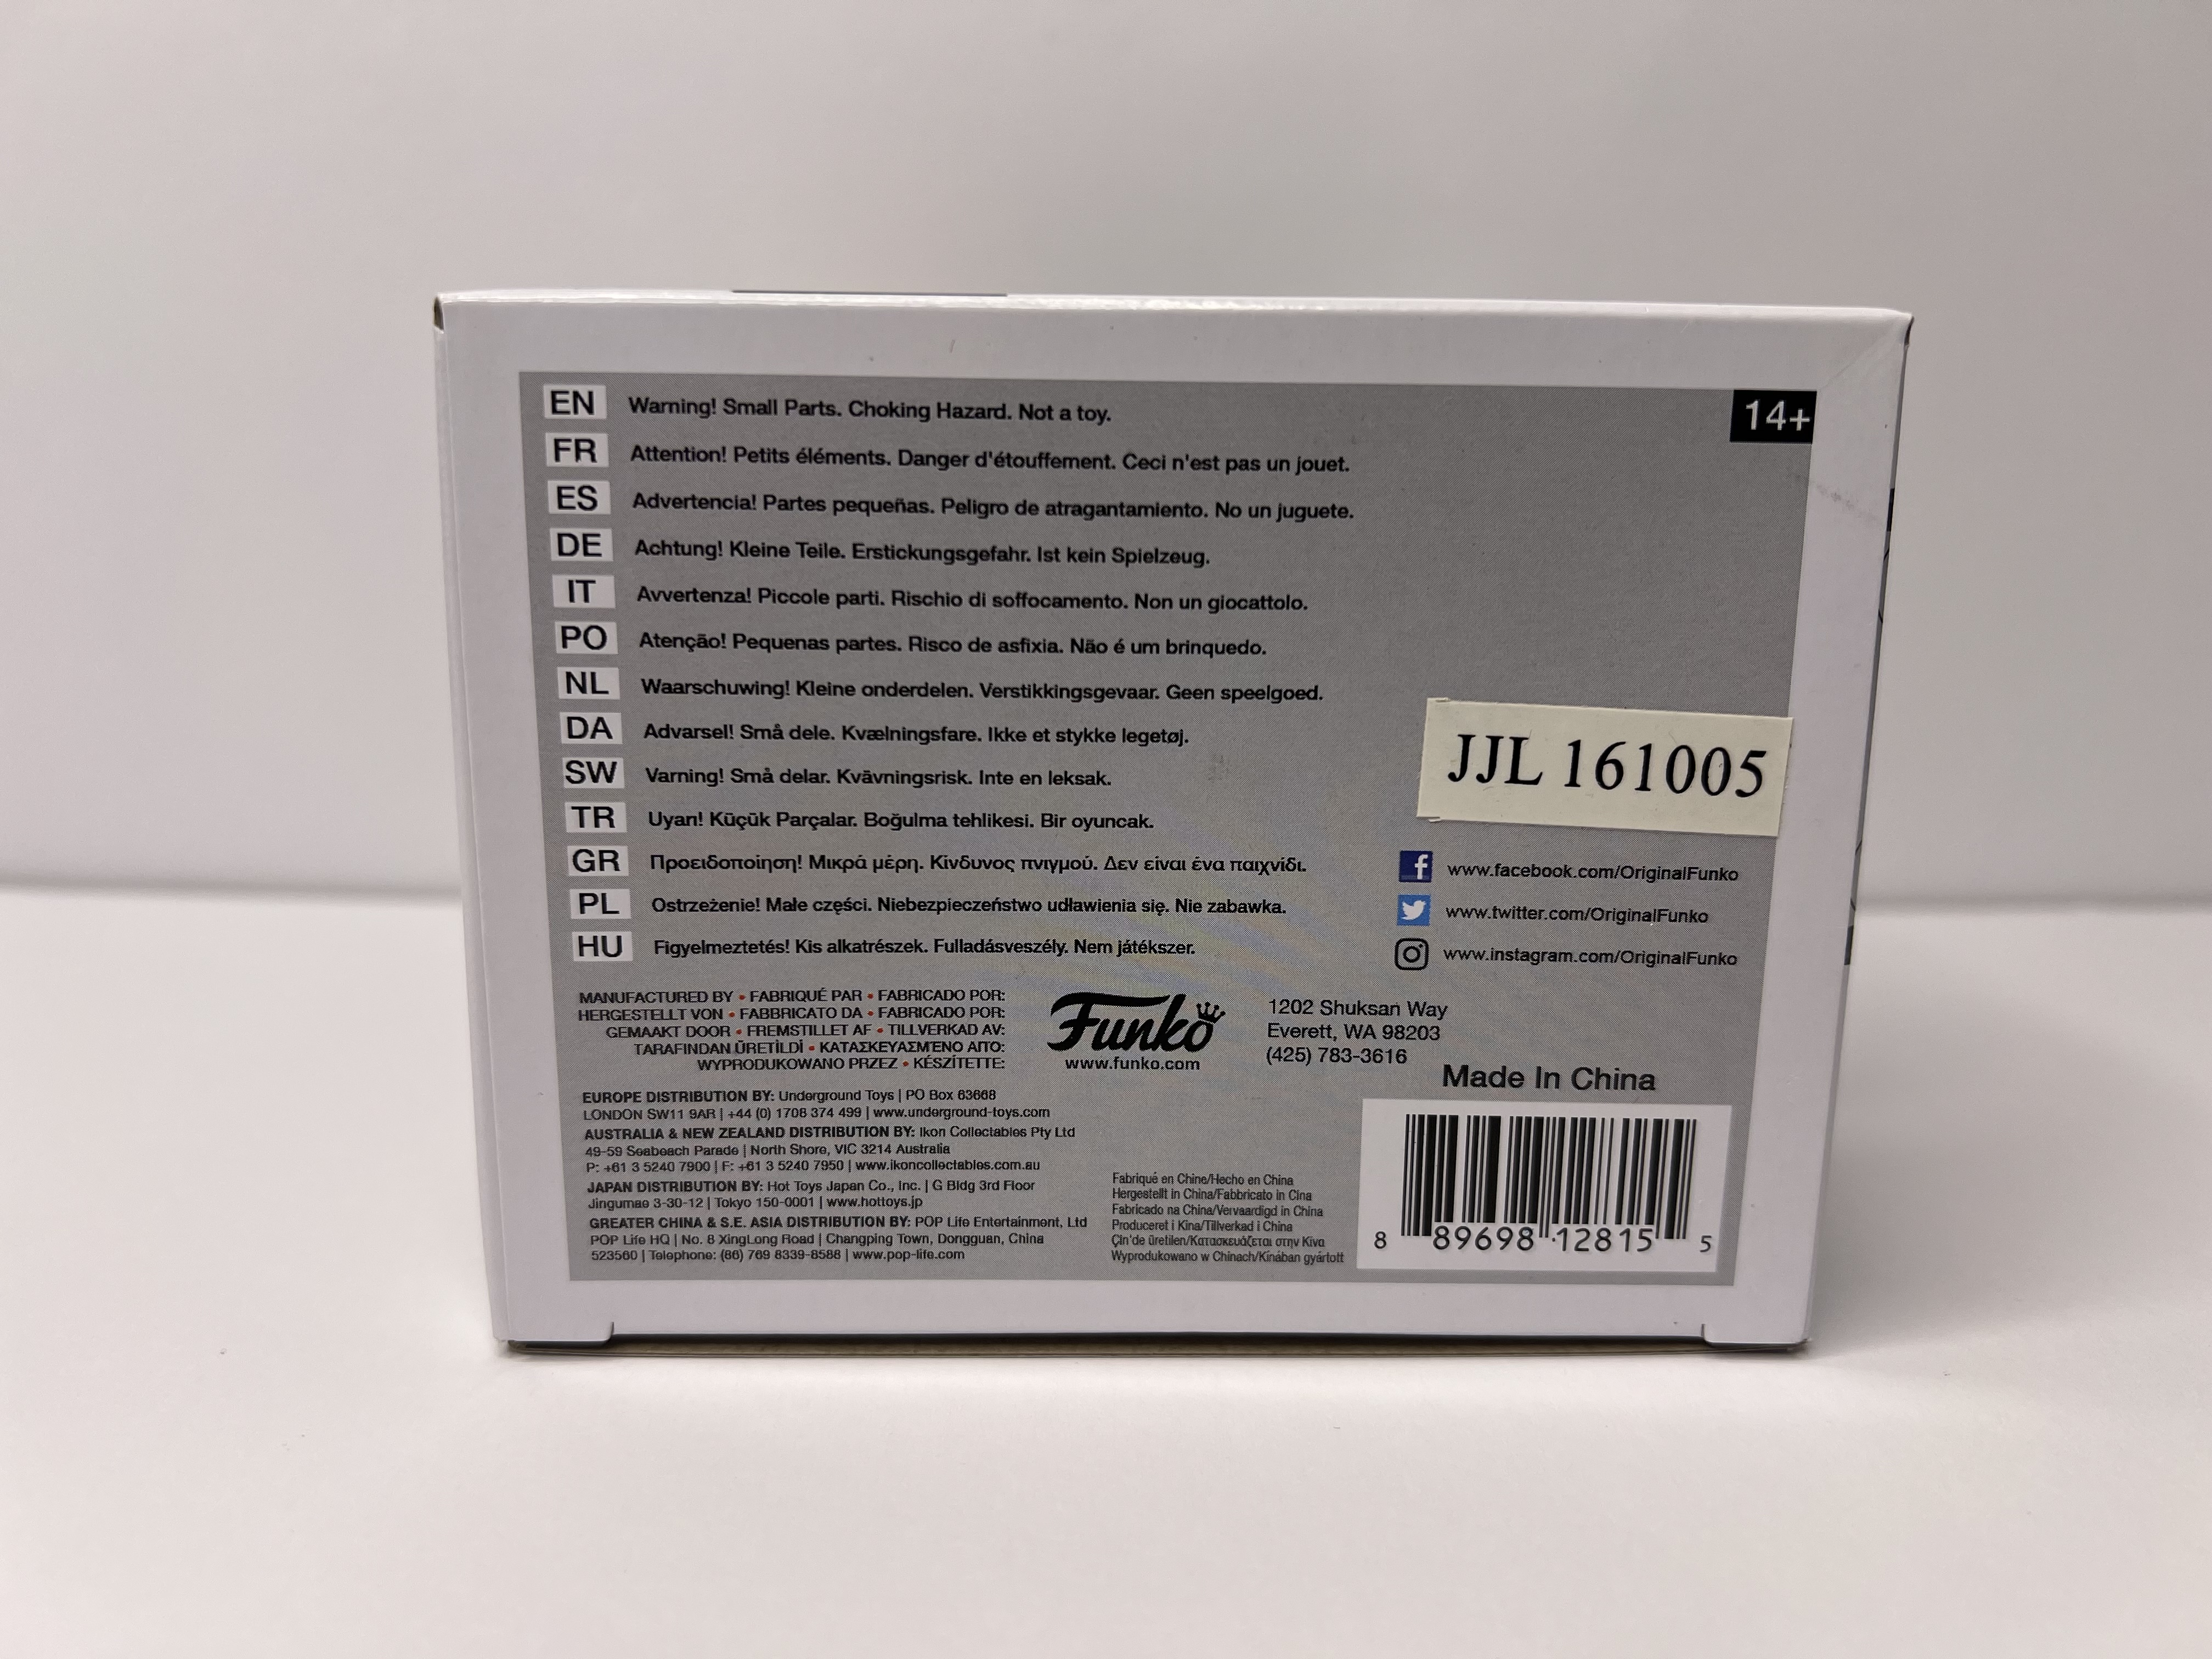 EN Warning! Small Parts. Choking Hazard. Not a toy.
14+
FR Attention! Petits éléments. Danger d'étouffement. Ceci n'est pas un jouet.
ES Advertencia! Partes pequeñas. Peligro de atragantamiento. No un juguete.
DE Achtung! Kleine Teile. Erstickungsgefahr. Ist kein Spielzeug.
IT Avvertenza! Piccole parti. Rischio di soffocamento. Non un giocattolo.
PO Atenção! Pequenas partes. Risco de asfixia. Não é um brinquedo.
NL Waarschuwing! Kleine onderdelen. Verstikkingsgevaar. Geen speelgoed.
DA Advarsel! Små dele. Kvælningsfare. Ikke et stykke legetøj.
SW Varning! Små delar. Kvävningsrisk. Inte en leksak.
TR Uyarı! Küçük Parçalar. Boğulma tehlikesi. Bir oyuncak.
GR Προειδοποίηση! Μικρά μέρη. Κίνδυνος πνιγμού. Δεν είναι ένα παιχνίδι.
PL Ostrzeżenie! Małe części. Niebezpieczeństwo udławienia się. Nie zabawka.
HU Figyelmeztetés! Kis alkatrészek. Fulladásveszély. Nem játékszer.
JJL 161005
www.facebook.com/OriginalFunko
www.twitter.com/OriginalFunko
www.instagram.com/OriginalFunko
MANUFACTURED BY • FABRIQUÉ PAR • FABRICADO POR:
HERGESTELLT VON • FABBRICATO DA • FABRICADO POR:
GEMAAKT DOOR • FREMSTILLET AF • TILLVERKAD AV:
TARAFINDAN ÜRETİLDİ • ΚΑΤΑΣΚΕΥΑΣΜΈΝΟ ΑΠΌ:
WYPRODUKOWANO PRZEZ • KÉSZÍTETTE:
Funko
www.funko.com
1202 Shuksan Way
Everett, WA 98203
(425) 783-3616
Made In China
EUROPE DISTRIBUTION BY: Underground Toys | PO Box 63668
LONDON SW11 9AR | +44 (0) 1708 374 499 | www.underground-toys.com
AUSTRALIA & NEW ZEALAND DISTRIBUTION BY: Ikon Collectables Pty Ltd
49-59 Seabeach Parade | North Shore, VIC 3214 Australia
P: +61 3 5240 7900 | F: +61 3 5240 7950 | www.ikoncollectables.com.au
JAPAN DISTRIBUTION BY: Hot Toys Japan Co., Inc. | G Bldg 3rd Floor
Jingumae 3-30-12 | Tokyo 150-0001 | www.hottoys.jp
GREATER CHINA & S.E. ASIA DISTRIBUTION BY: POP Life Entertainment, Ltd
POP Life HQ | No. 8 XingLong Road | Changping Town, Dongguan, China
523560 | Telephone: (86) 769 8339-8588 | www.pop-life.com
Fabriqué en Chine/Hecho en China
Hergestellt in China/Fabbricato in Cina
Fabricado na China/Vervaardigd in China
Produceret i Kina/Tillverkad i China
Çin'de üretilen/Κατασκευάζεται στην Κίνα
Wyprodukowano w Chinach/Kínában gyártott
8 89698 12815 5